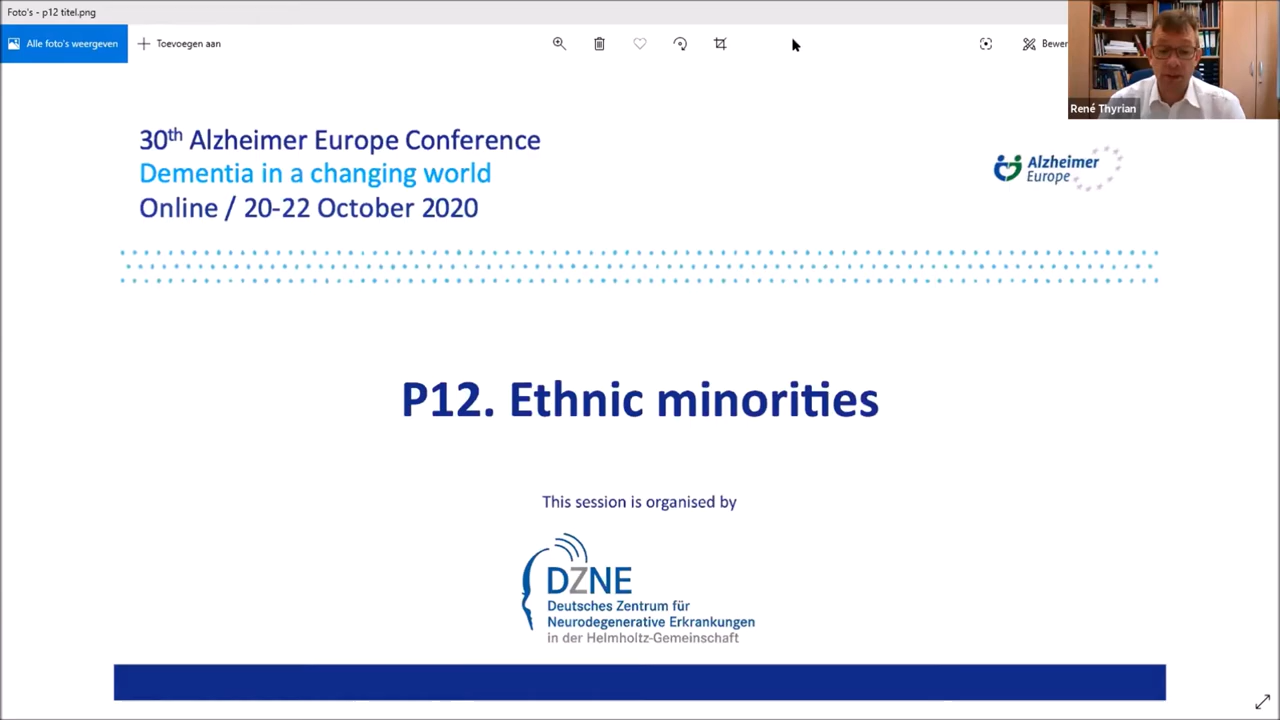 Foto's - p12 titel.png
Alle foto's weergeven
Toevoegen aan
Bewer
René Thyrian
30th Alzheimer Europe Conference
Dementia in a changing world
Online / 20-22 October 2020
Alzheimer
Europe
P12. Ethnic minorities
This session is organised by
DZNE
Deutsches Zentrum für
Neurodegenerative Erkrankungen
in der Helmholtz-Gemeinschaft